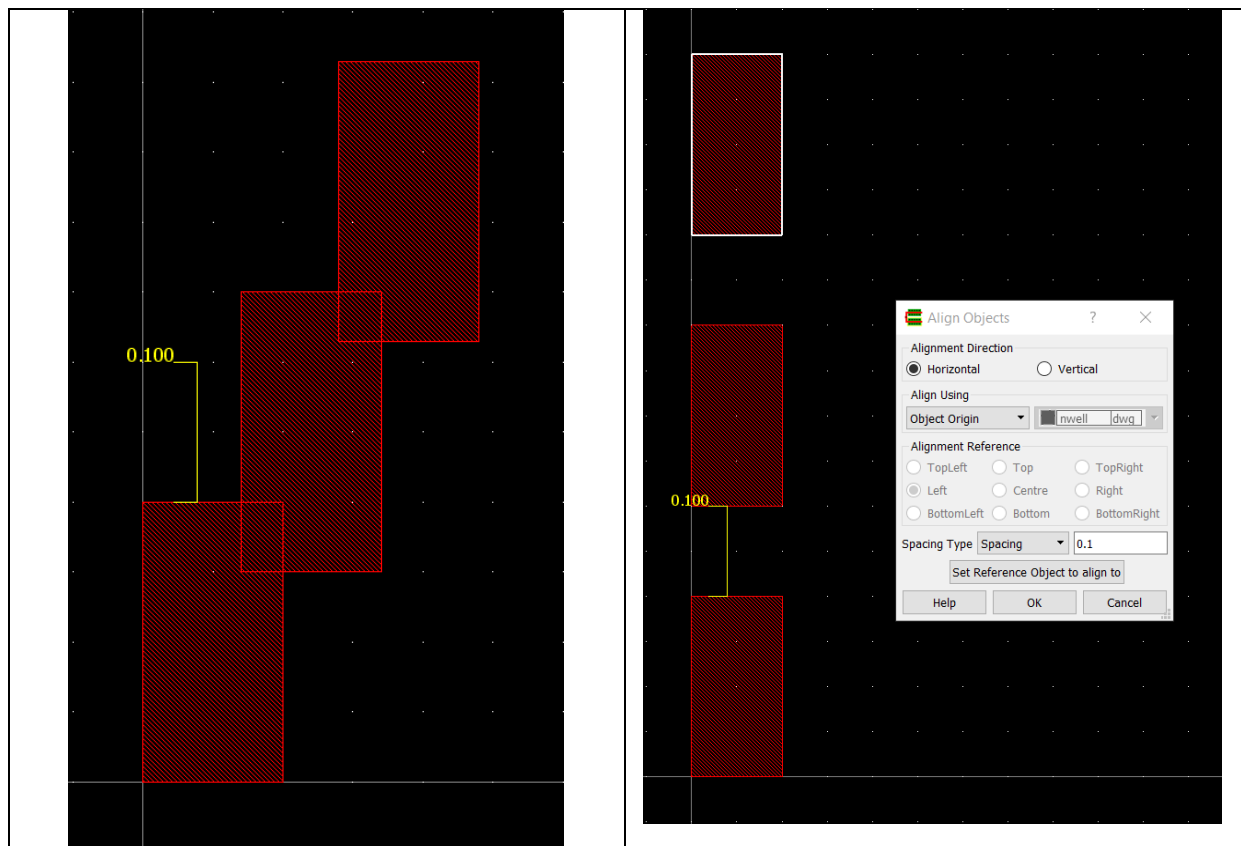 0.100
0.100
Align Objects ?
Alignment Direction
Horizontal Vertical
Align Using
Object Origin nwell dwg
Alignment Reference
TopLeft Top TopRight
Left Centre Right
BottomLeft Bottom BottomRight
Spacing Type Spacing 0.1
Set Reference Object to align to
Help OK Cancel